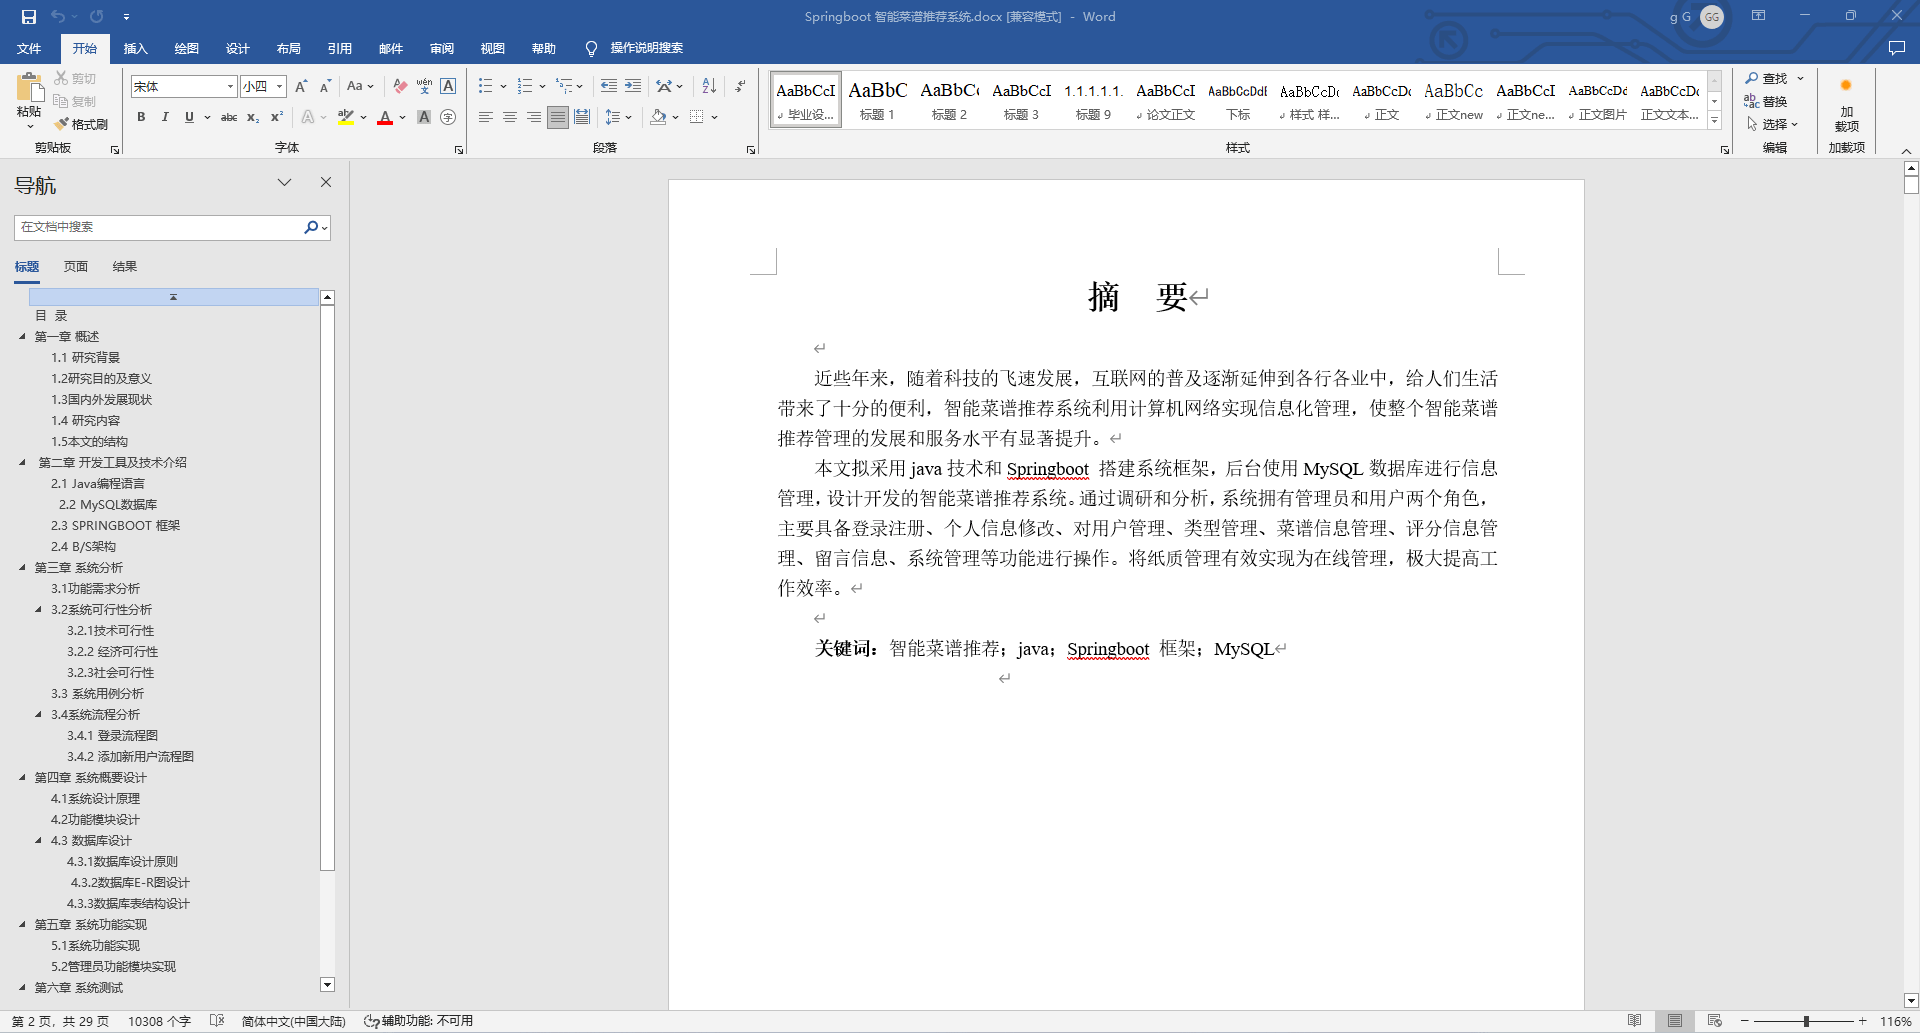 Springboot 智能菜谱推荐系统.docx [兼容模式] - Word
g G GG
文件 开始 插入 绘图 设计 布局 引用 邮件 审阅 视图 帮助 操作说明搜索
粘贴 剪切 复制 格式刷
剪贴板
宋体 小四
Aa
wén 文 A
B I U abc x₂ x² A ab A A 字
字体
段落
AaBbCcI AaBbC AaBbCc AaBbCcI 1.1.1.1.1. AaBbCcI AaBbCcDdE AaBbCcDc AaBbCcDc AaBbCc AaBbCcI AaBbCcDd AaBbCcDc
毕业设... 标题 1 标题 2 标题 3 标题 9 论文正文 下标 样式 样... 正文 正文new 正文ne... 正文图片 正文文本...
样式
查找
替换
选择
编辑
加载项
加载项
导航
在文档中搜索
标题 页面 结果
目 录
第一章 概述
1.1 研究背景
1.2研究目的及意义
1.3国内外发展现状
1.4 研究内容
1.5本文的结构
第二章 开发工具及技术介绍
2.1 Java编程语言
2.2 MySQL数据库
2.3 SPRINGBOOT 框架
2.4 B/S架构
第三章 系统分析
3.1功能需求分析
3.2系统可行性分析
3.2.1技术可行性
3.2.2 经济可行性
3.2.3社会可行性
3.3 系统用例分析
3.4系统流程分析
3.4.1 登录流程图
3.4.2 添加新用户流程图
第四章 系统概要设计
4.1系统设计原理
4.2功能模块设计
4.3 数据库设计
4.3.1数据库设计原则
4.3.2数据库E-R图设计
4.3.3数据库表结构设计
第五章 系统功能实现
5.1系统功能实现
5.2管理员功能模块实现
第六章 系统测试
摘 要
近些年来，随着科技的飞速发展，互联网的普及逐渐延伸到各行各业中，给人们生活
带来了十分的便利，智能菜谱推荐系统利用计算机网络实现信息化管理，使整个智能菜谱
推荐管理的发展和服务水平有显著提升。
本文拟采用 java 技术和 Springboot 搭建系统框架，后台使用 MySQL 数据库进行信息
管理，设计开发的智能菜谱推荐系统。通过调研和分析，系统拥有管理员和用户两个角色，
主要具备登录注册、个人信息修改、对用户管理、类型管理、菜谱信息管理、评分信息管
理、留言信息、系统管理等功能进行操作。将纸质管理有效实现为在线管理，极大提高工
作效率。
关键词：智能菜谱推荐；java；Springboot 框架；MySQL
第 2 页，共 29 页 10308 个字 简体中文(中国大陆) 辅助功能: 不可用 116%